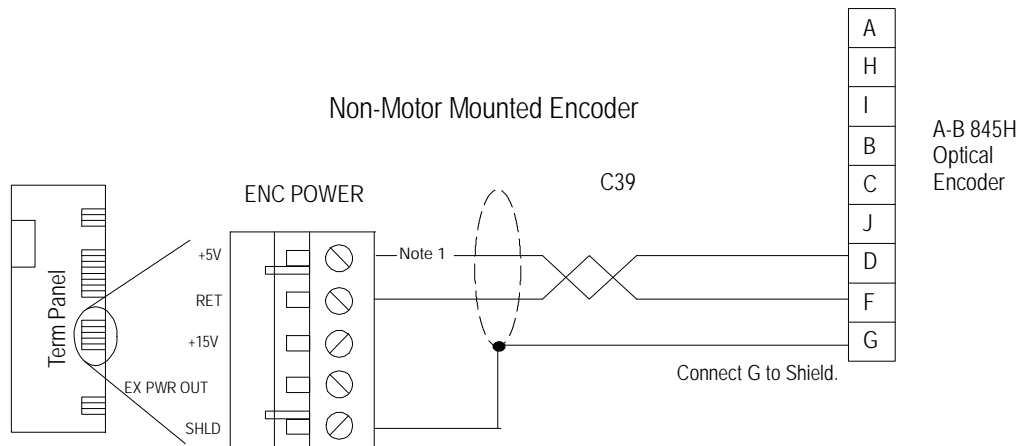 Non-Motor Mounted Encoder
A
H
I
B
C
J
D
F
G
A-B 845H
Optical
Encoder
C39
ENC POWER
Term Panel
+5V
RET
+15V
EX PWR OUT
SHLD
Note 1
Connect G to Shield.